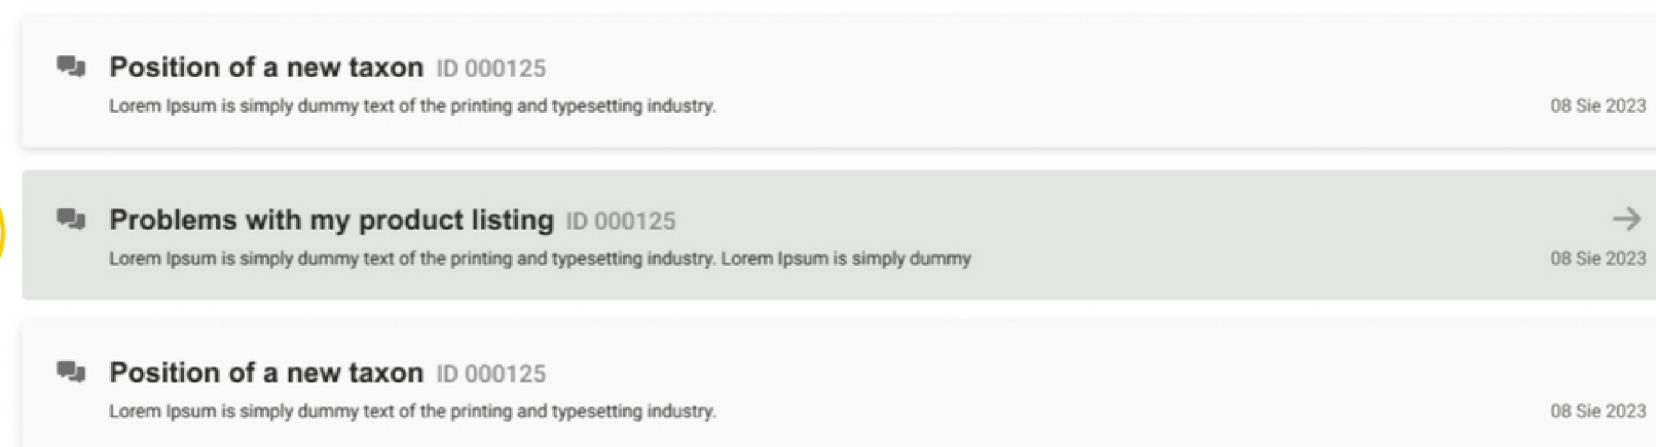 Position of a new taxon ID 000125
Lorem Ipsum is simply dummy text of the printing and typesetting industry. 08 Sie 2023
Problems with my product listing ID 000125
Lorem Ipsum is simply dummy text of the printing and typesetting industry. Lorem Ipsum is simply dummy 08 Sie 2023
Position of a new taxon ID 000125
Lorem Ipsum is simply dummy text of the printing and typesetting industry. 08 Sie 2023